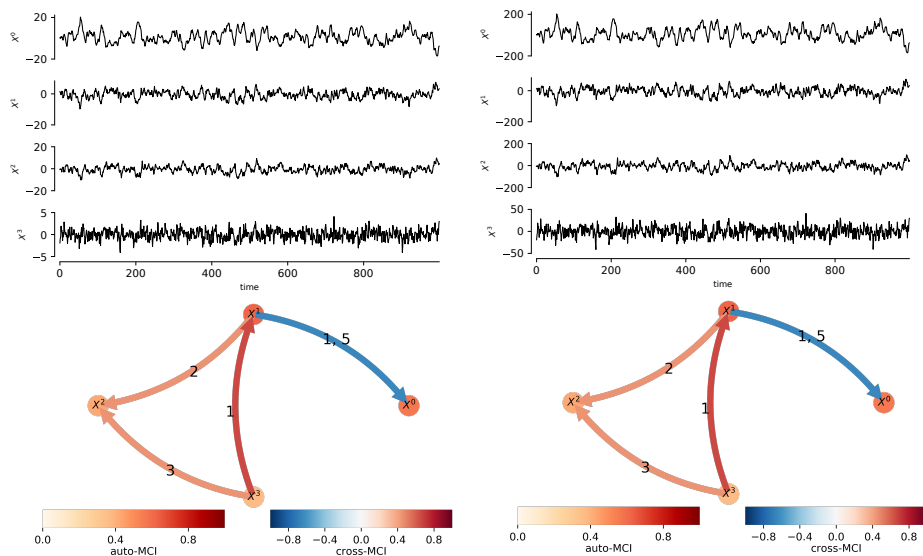 20
X⁰
−20
0
X¹
−20
20
X²
0
−20
5
X³
0
−5
0 200 400 600 800
time
200
X⁰
0
−200
0
X¹
−200
200
X²
0
−200
50
X³
0
−50
0 200 400 600 800
time
X¹
1, 5
2
X²
1
X⁰
3
X³
0.0 0.4 0.8
auto-MCI
−0.8 −0.4 0.0 0.4 0.8
cross-MCI
X¹
1, 5
2
X²
1
X⁰
3
X³
0.0 0.4 0.8
auto-MCI
−0.8 −0.4 0.0 0.4 0.8
cross-MCI